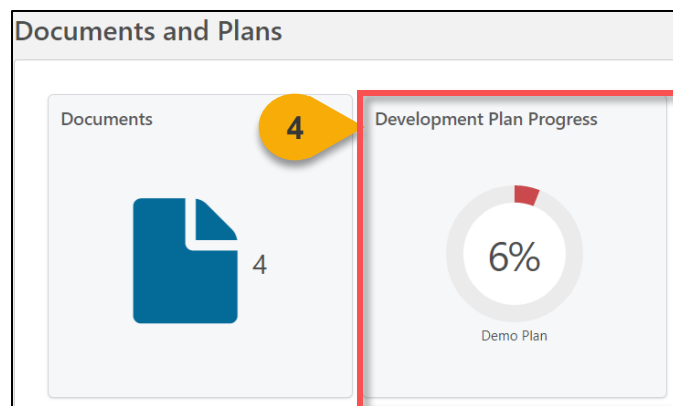 Documents and Plans
Documents
4
Development Plan Progress
4
6%
Demo Plan